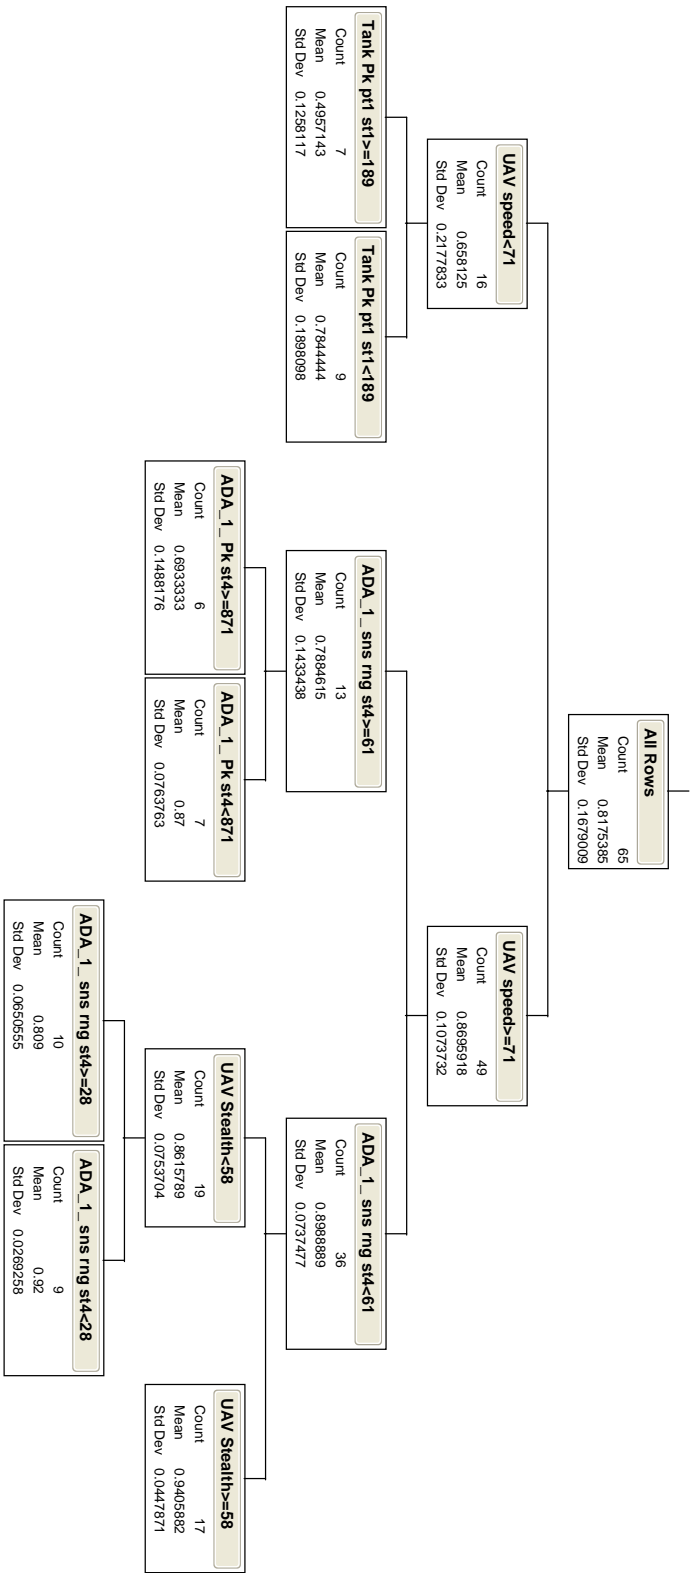 All Rows
Count 65
Mean 0.8175385
Std Dev 0.1679009
UAV speed<71
Count 16
Mean 0.658125
Std Dev 0.2177833
UAV speed>=71
Count 49
Mean 0.8695918
Std Dev 0.1073732
Tank Pk pt1 st1>=189
Count 7
Mean 0.4957143
Std Dev 0.1258117
Tank Pk pt1 st1<189
Count 9
Mean 0.7844444
Std Dev 0.1898098
ADA_1_ sns rng st4>=61
Count 13
Mean 0.7884615
Std Dev 0.1433438
ADA_1_ sns rng st4<61
Count 36
Mean 0.8988889
Std Dev 0.0737477
ADA_1_ Pk st4>=871
Count 6
Mean 0.6933333
Std Dev 0.1488176
ADA_1_ Pk st4<871
Count 7
Mean 0.87
Std Dev 0.0763763
UAV Stealth<58
Count 19
Mean 0.8615789
Std Dev 0.0753704
UAV Stealth>=58
Count 17
Mean 0.9405882
Std Dev 0.0447871
ADA_1_ sns rng st4>=28
Count 10
Mean 0.809
Std Dev 0.0650555
ADA_1_ sns rng st4<28
Count 9
Mean 0.92
Std Dev 0.0269258